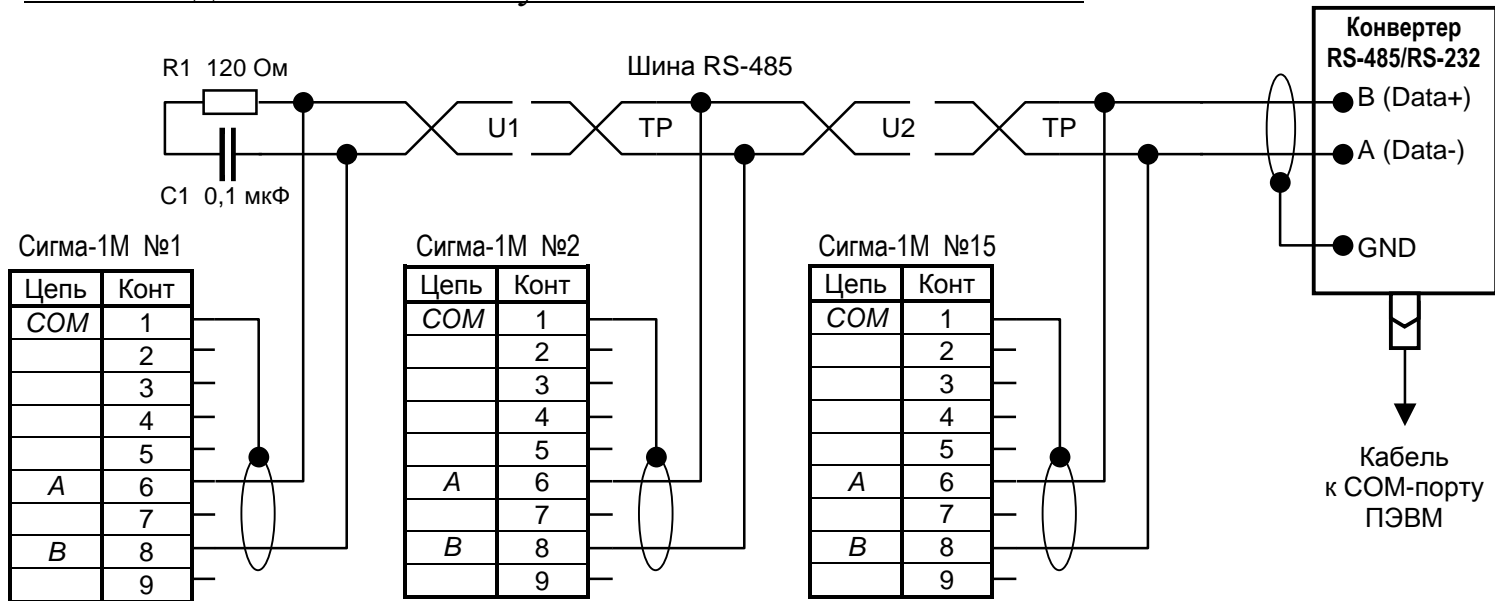 R1 120 Ом
Шина RS-485
U1
TP
U2
TP
C1 0,1 мкФ
Конвертер
RS-485/RS-232
B (Data+)
A (Data-)
GND
Кабель
к COM-порту
ПЭВМ
Сигма-1М №1
Цепь Конт
COM 1
2
3
4
5
A 6
7
B 8
9
Сигма-1М №2
Цепь Конт
COM 1
2
3
4
5
A 6
7
B 8
9
Сигма-1М №15
Цепь Конт
COM 1
2
3
4
5
A 6
7
B 8
9